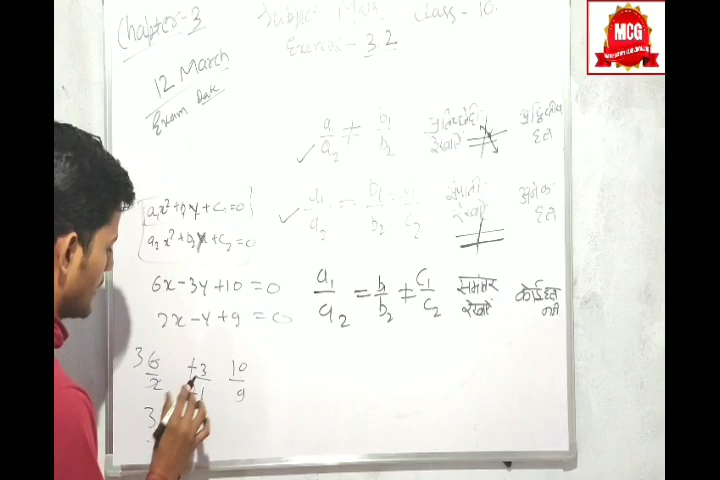 Chapter-3 Subject Math Class-10
Exercise-3.2
12 March
Exam Date
a₁/a₂ ≠ b₁/b₂ प्रतिच्छेदी रेखाएँ अद्वितीय हल
a₁/a₂ = b₁/b₂ = c₁/c₂ संपाती रेखाएँ अनेक हल
a₁x²+b₁y+c₁=0
a₂x²+b₂y+c₂=0
6x-3y+10=0
2x-y+9=0
a₁/a₂ = b₁/b₂ ≠ c₁/c₂ समांतर रेखाएँ कोई हल नहीं
3 6/2 +3/-1 10/9
3
MCG